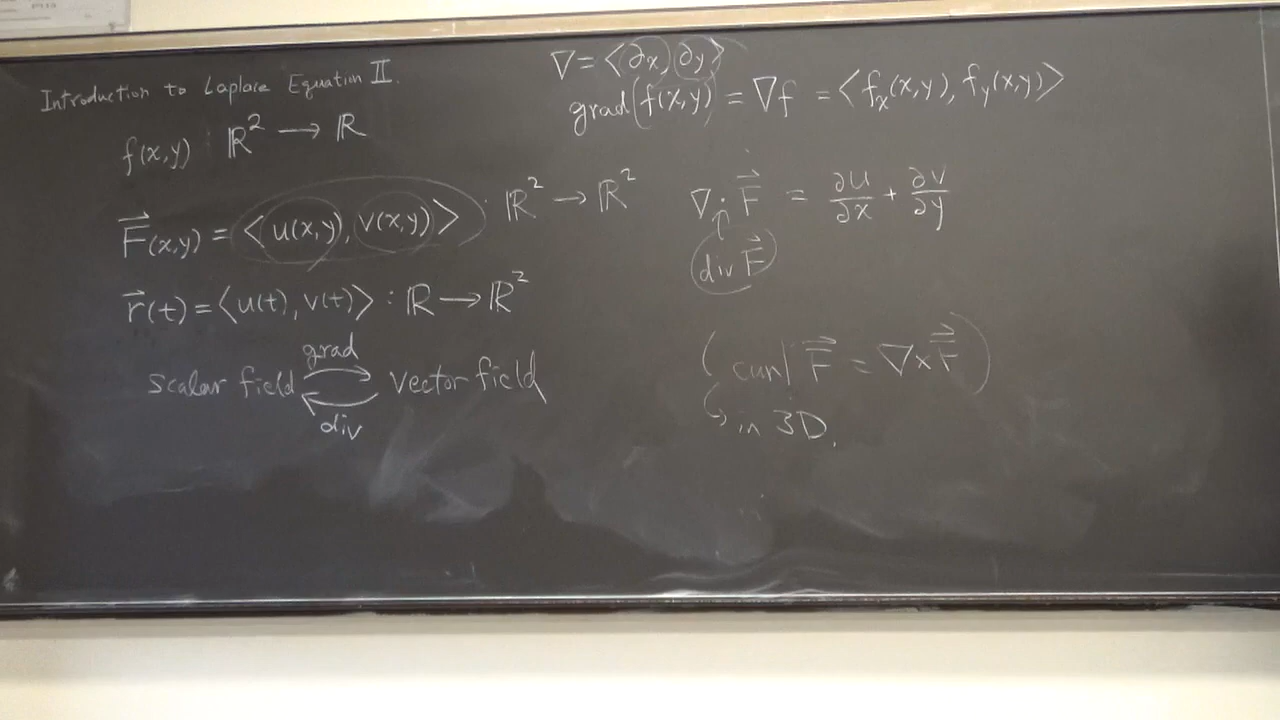 Introduction to Laplace Equation II.
f(x,y) ℝ² → ℝ
F⃗(x,y) = ⟨u(x,y), v(x,y)⟩ : ℝ² → ℝ²
r⃗(t) = ⟨u(t), v(t)⟩ : ℝ → ℝ²
grad
scalar field ⇄ vector field
div
∇ = ⟨∂x, ∂y⟩
grad(f(x,y)) = ∇f = ⟨fₓ(x,y), f_y(x,y)⟩
∇ · F⃗ = ∂u/∂x + ∂v/∂y
div F⃗
(curl F⃗ = ∇×F⃗)
↳ in 3D.